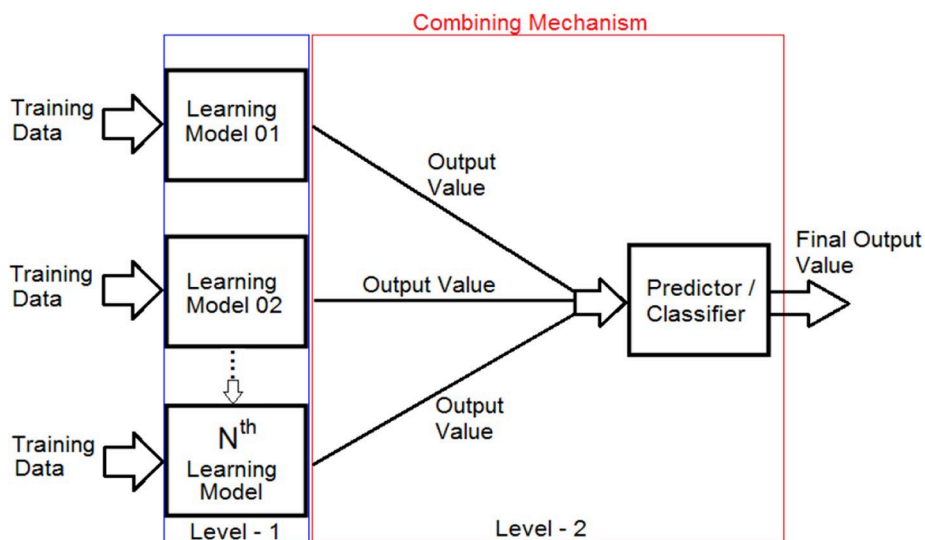 Combining Mechanism
Training
Data
Learning
Model 01
Output
Value
Training
Data
Learning
Model 02
Output Value
Predictor /
Classifier
Final Output
Value
Training
Data
Nth
Learning
Model
Output
Value
Level - 1
Level - 2